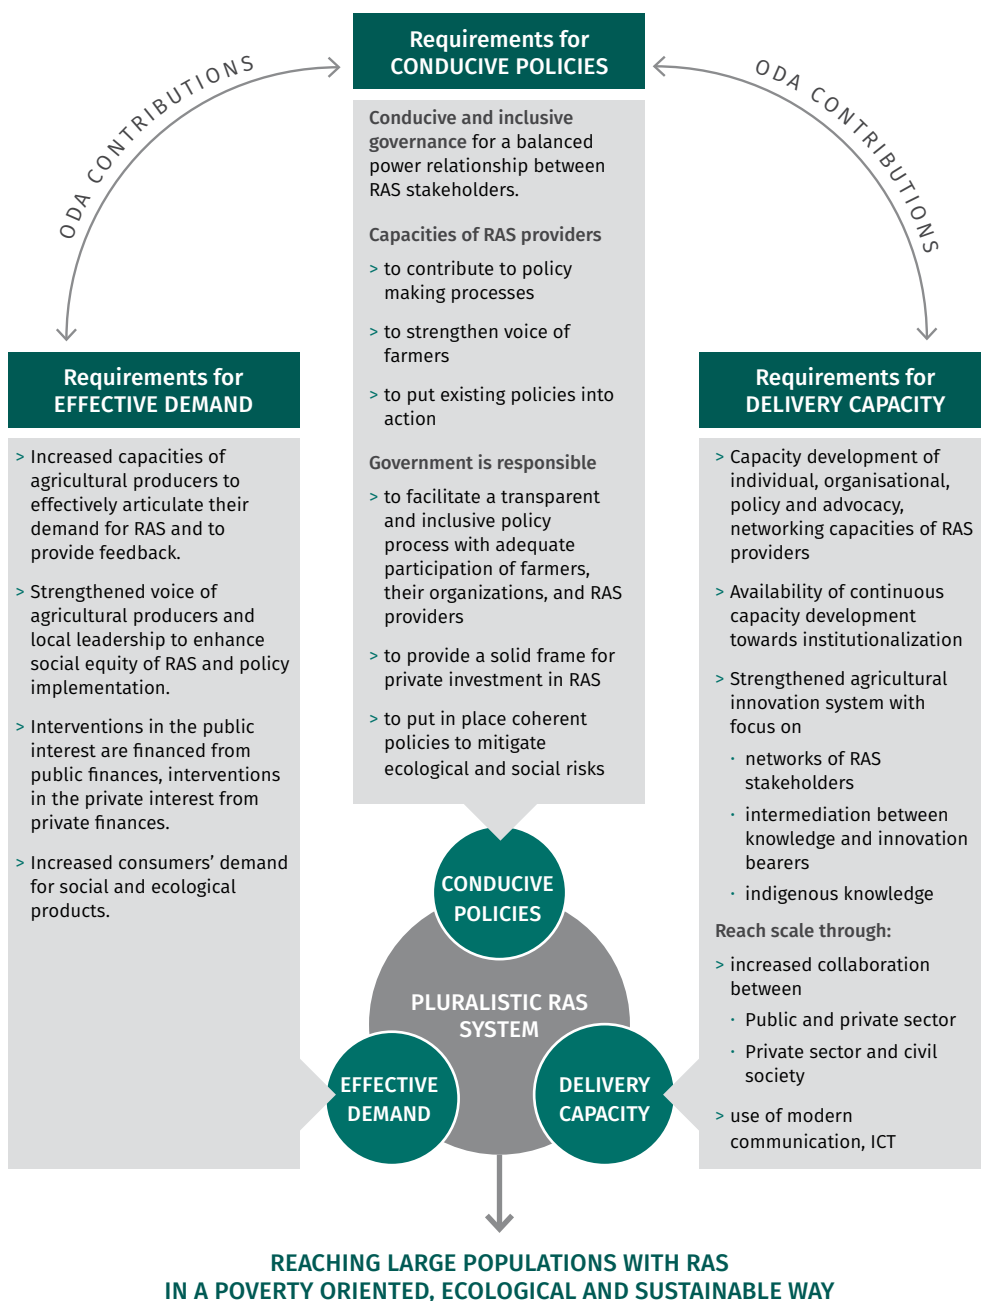 ODA CONTRIBUTIONS
Requirements for
CONDUCIVE POLICIES
ODA CONTRIBUTIONS
Conducive and inclusive
governance for a balanced
power relationship between
RAS stakeholders.
Capacities of RAS providers
> to contribute to policy
making processes
> to strengthen voice of
farmers
> to put existing policies into
action
Government is responsible
> to facilitate a transparent
and inclusive policy
process with adequate
participation of farmers,
their organizations, and RAS
providers
> to provide a solid frame for
private investment in RAS
> to put in place coherent
policies to mitigate
ecological and social risks
Requirements for
EFFECTIVE DEMAND
> Increased capacities of
agricultural producers to
effectively articulate their
demand for RAS and to
provide feedback.
> Strengthened voice of
agricultural producers and
local leadership to enhance
social equity of RAS and policy
implementation.
> Interventions in the public
interest are financed from
public finances, interventions
in the private interest from
private finances.
> Increased consumers’ demand
for social and ecological
products.
Requirements for
DELIVERY CAPACITY
> Capacity development of
individual, organisational,
policy and advocacy,
networking capacities of RAS
providers
> Availability of continuous
capacity development
towards institutionalization
> Strengthened agricultural
innovation system with
focus on
· networks of RAS
stakeholders
· intermediation between
knowledge and innovation
bearers
· indigenous knowledge
Reach scale through:
> increased collaboration
between
· Public and private sector
· Private sector and civil
society
> use of modern
communication, ICT
CONDUCIVE
POLICIES
PLURALISTIC RAS
SYSTEM
EFFECTIVE
DEMAND
DELIVERY
CAPACITY
REACHING LARGE POPULATIONS WITH RAS
IN A POVERTY ORIENTED, ECOLOGICAL AND SUSTAINABLE WAY